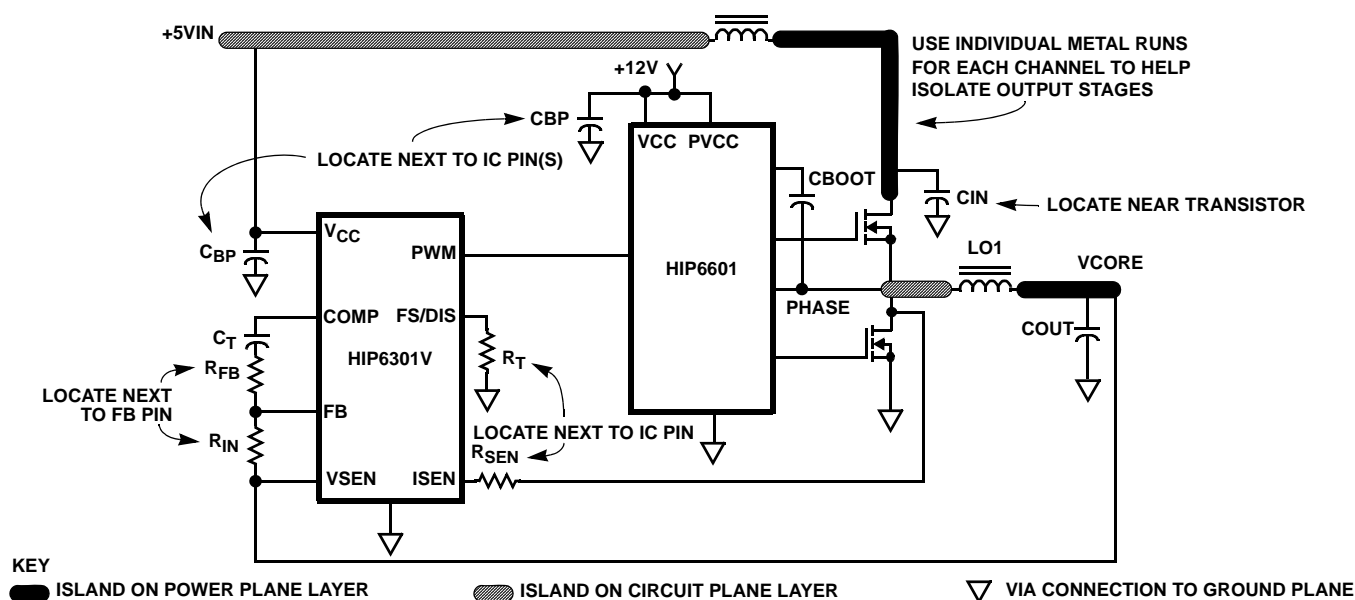 +5VIN
USE INDIVIDUAL METAL RUNS
FOR EACH CHANNEL TO HELP
ISOLATE OUTPUT STAGES
+12V
CBP
VCC PVCC
LOCATE NEXT TO IC PIN(S)
CBOOT
CIN
LOCATE NEAR TRANSISTOR
CBP
VCC
PWM
HIP6601
LO1
VCORE
PHASE
COMP
FS/DIS
CT
RT
COUT
HIP6301V
RFB
LOCATE NEXT
TO FB PIN
FB
RIN
LOCATE NEXT TO IC PIN
RSEN
VSEN
ISEN
KEY
ISLAND ON POWER PLANE LAYER
ISLAND ON CIRCUIT PLANE LAYER
VIA CONNECTION TO GROUND PLANE